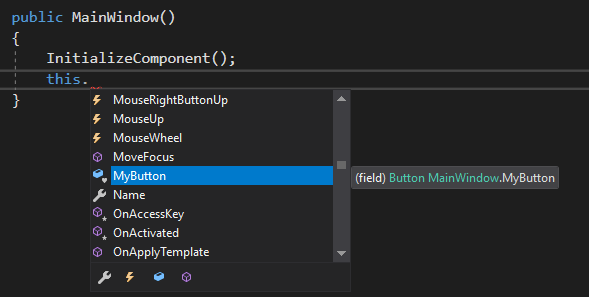 public MainWindow()
{
InitializeComponent();
this.
}
MouseRightButtonUp
MouseUp
MouseWheel
MoveFocus
MyButton
(field) Button MainWindow.MyButton
Name
OnAccessKey
OnActivated
OnApplyTemplate